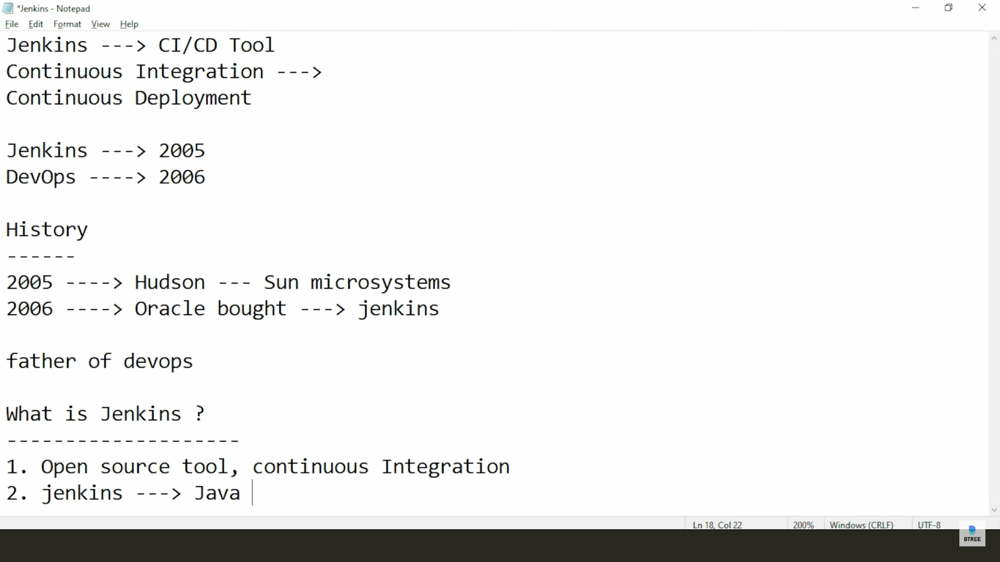 *Jenkins - Notepad
File Edit Format View Help
Jenkins ---> CI/CD Tool
Continuous Integration --->
Continuous Deployment
Jenkins ---> 2005
DevOps ----> 2006
History
------
2005 ----> Hudson --- Sun microsystems
2006 ----> Oracle bought ---> jenkins
father of devops
What is Jenkins ?
--------------------
1. Open source tool, continuous Integration
2. jenkins ---> Java
Ln 18, Col 22 200% Windows (CRLF) UTF-8
BTREE